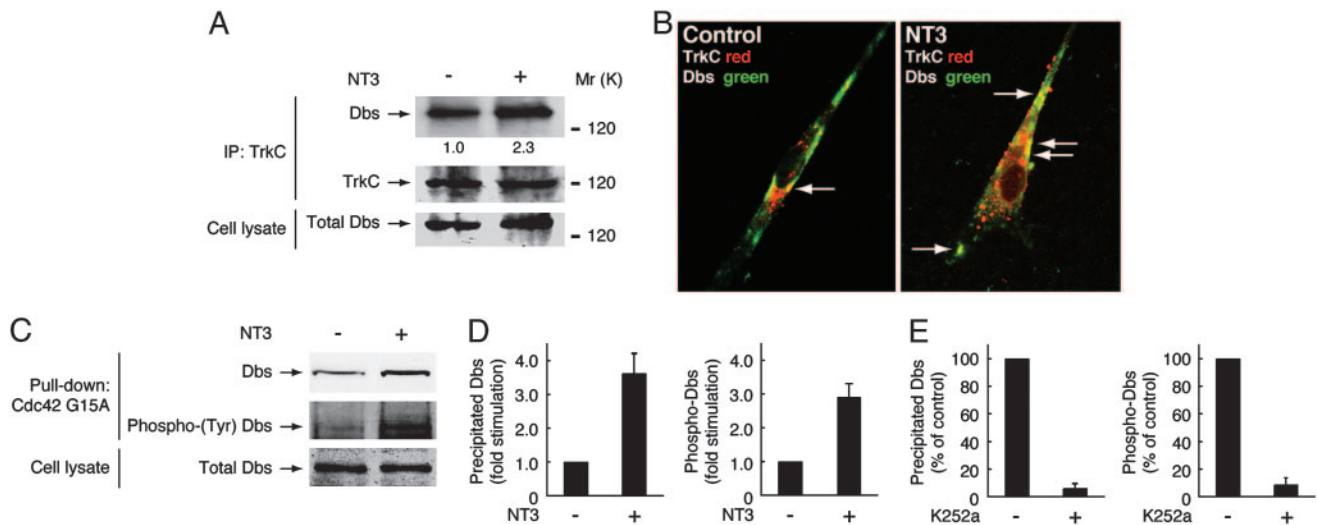 A
NT3 - +
Mr (K)
Dbs
120
1.0 2.3
IP: TrkC
TrkC
120
Cell lysate
Total Dbs
120
B
Control
TrkC red
Dbs green
NT3
TrkC red
Dbs green
C
NT3 - +
Dbs
Pull-down:
Cdc42 G15A
Phospho-(Tyr) Dbs
Cell lysate
Total Dbs
D
Precipitated Dbs
(fold stimulation)
4.0
3.0
2.0
1.0
0
NT3 - +
Phospho-Dbs
(fold stimulation)
4.0
3.0
2.0
1.0
0
NT3 - +
E
Precipitated Dbs
(% of control)
100
80
60
40
20
0
K252a - +
Phospho-Dbs
(% of control)
100
80
60
40
20
0
K252a - +